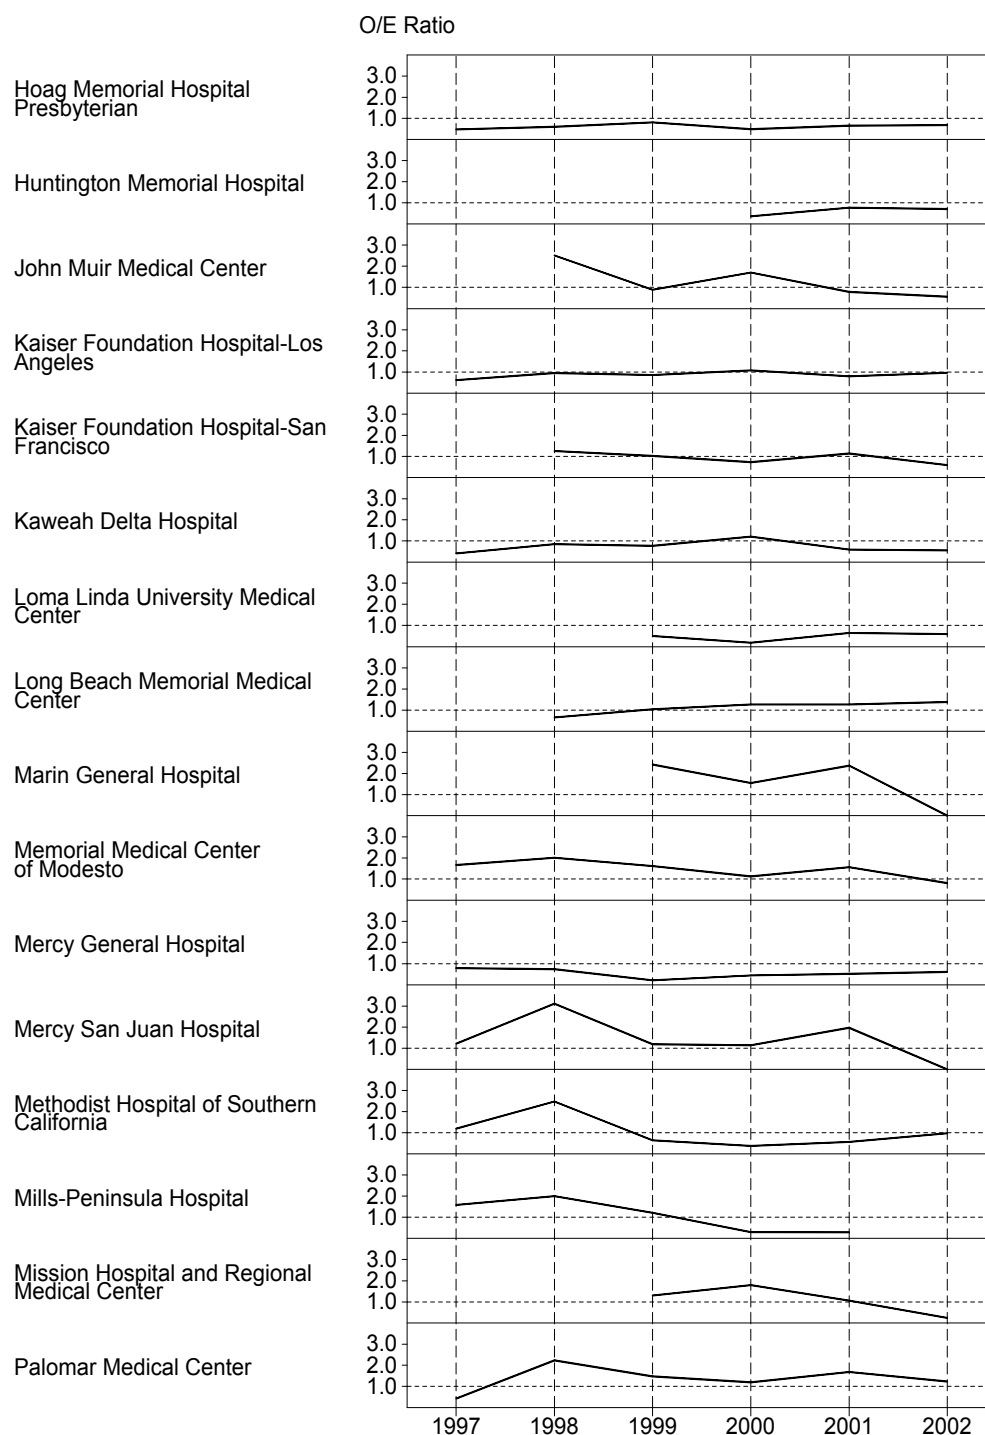 O/E Ratio
Hoag Memorial Hospital
Presbyterian
3.0
2.0
1.0
Huntington Memorial Hospital
3.0
2.0
1.0
John Muir Medical Center
3.0
2.0
1.0
Kaiser Foundation Hospital-Los
Angeles
3.0
2.0
1.0
Kaiser Foundation Hospital-San
Francisco
3.0
2.0
1.0
Kaweah Delta Hospital
3.0
2.0
1.0
Loma Linda University Medical
Center
3.0
2.0
1.0
Long Beach Memorial Medical
Center
3.0
2.0
1.0
Marin General Hospital
3.0
2.0
1.0
Memorial Medical Center
of Modesto
3.0
2.0
1.0
Mercy General Hospital
3.0
2.0
1.0
Mercy San Juan Hospital
3.0
2.0
1.0
Methodist Hospital of Southern
California
3.0
2.0
1.0
Mills-Peninsula Hospital
3.0
2.0
1.0
Mission Hospital and Regional
Medical Center
3.0
2.0
1.0
Palomar Medical Center
3.0
2.0
1.0
1997 1998 1999 2000 2001 2002